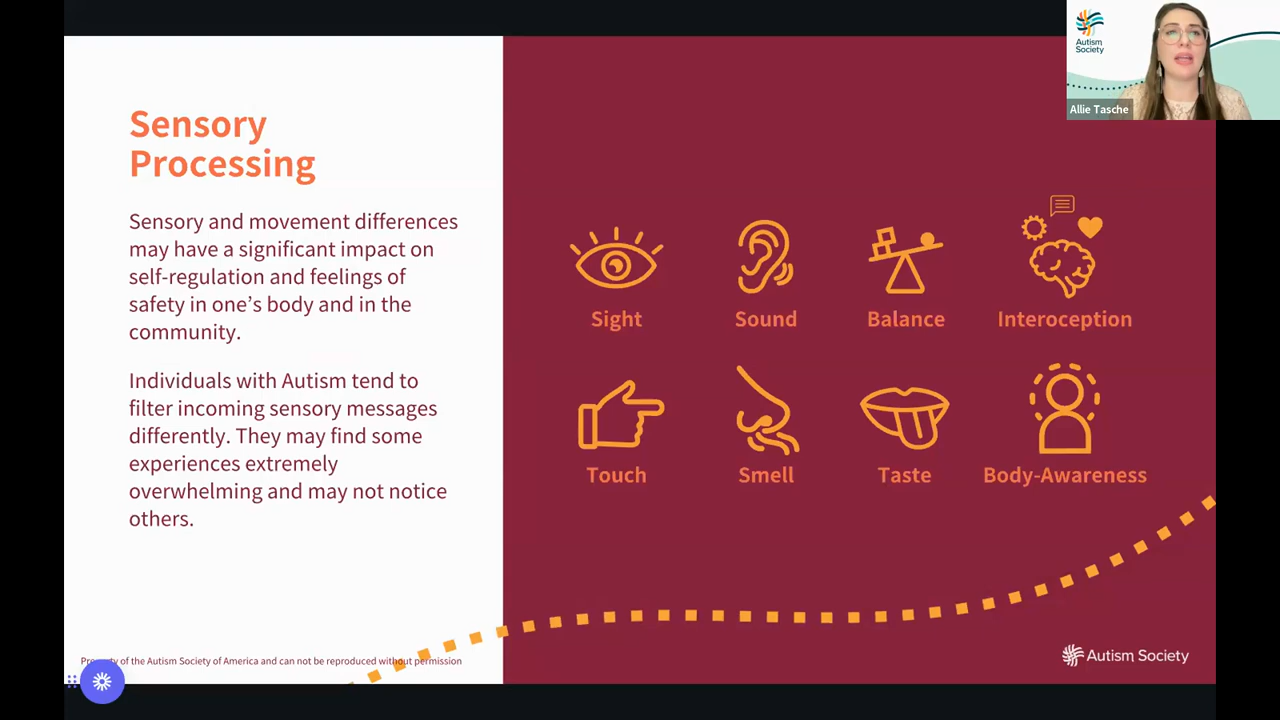 Autism
Society
Allie Tasche
Sensory
Processing
Sensory and movement differences
may have a significant impact on
self-regulation and feelings of
safety in one's body and in the
community.
Individuals with Autism tend to
filter incoming sensory messages
differently. They may find some
experiences extremely
overwhelming and may not notice
others.
Sight
Sound
Balance
Interoception
Touch
Smell
Taste
Body-Awareness
of the Autism Society of America and can not be reproduced without permission
Autism Society